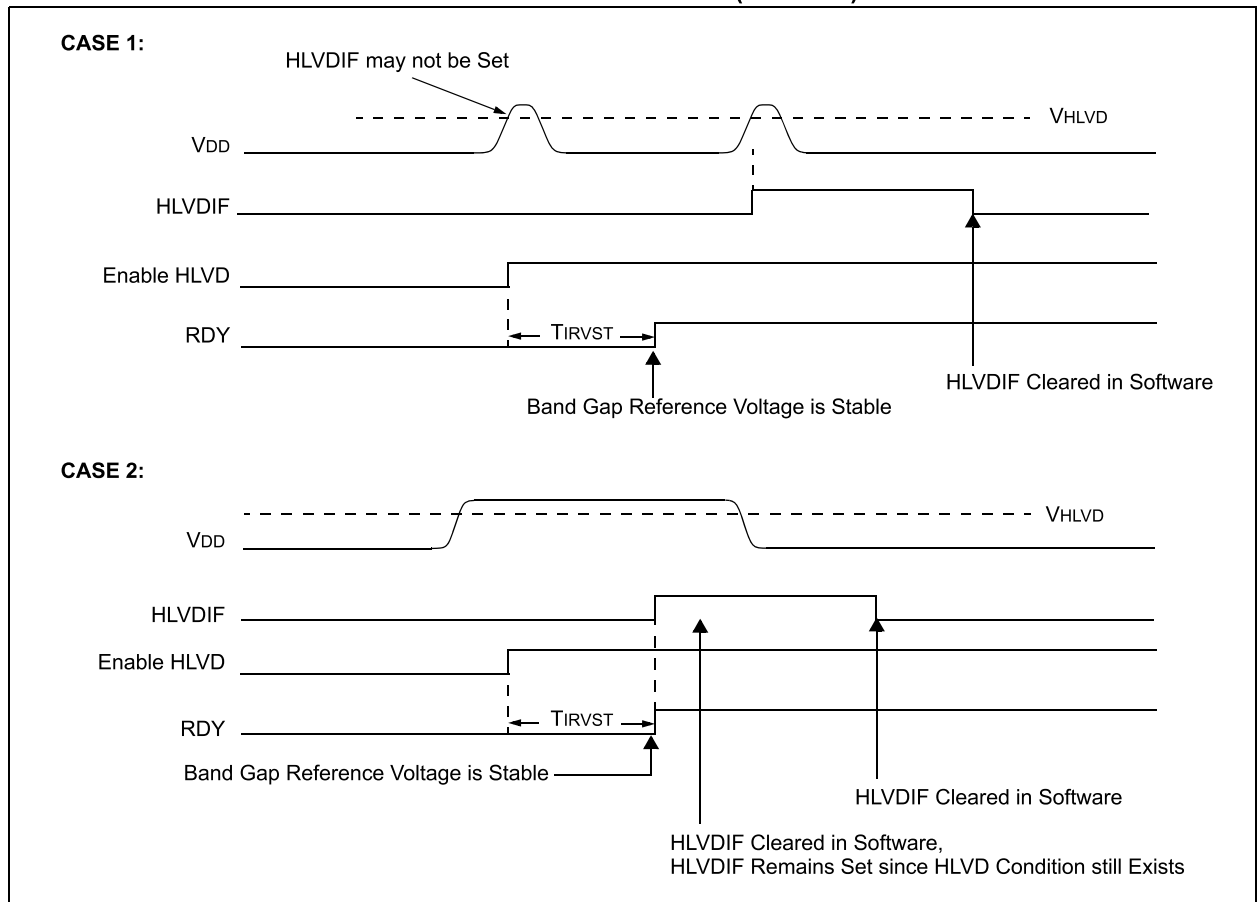 CASE 1:
HLVDIF may not be Set
VHLVD
VDD
HLVDIF
Enable HLVD
RDY
TIRVST
HLVDIF Cleared in Software
Band Gap Reference Voltage is Stable
CASE 2:
VHLVD
VDD
HLVDIF
Enable HLVD
RDY
TIRVST
Band Gap Reference Voltage is Stable
HLVDIF Cleared in Software
HLVDIF Cleared in Software,
HLVDIF Remains Set since HLVD Condition still Exists